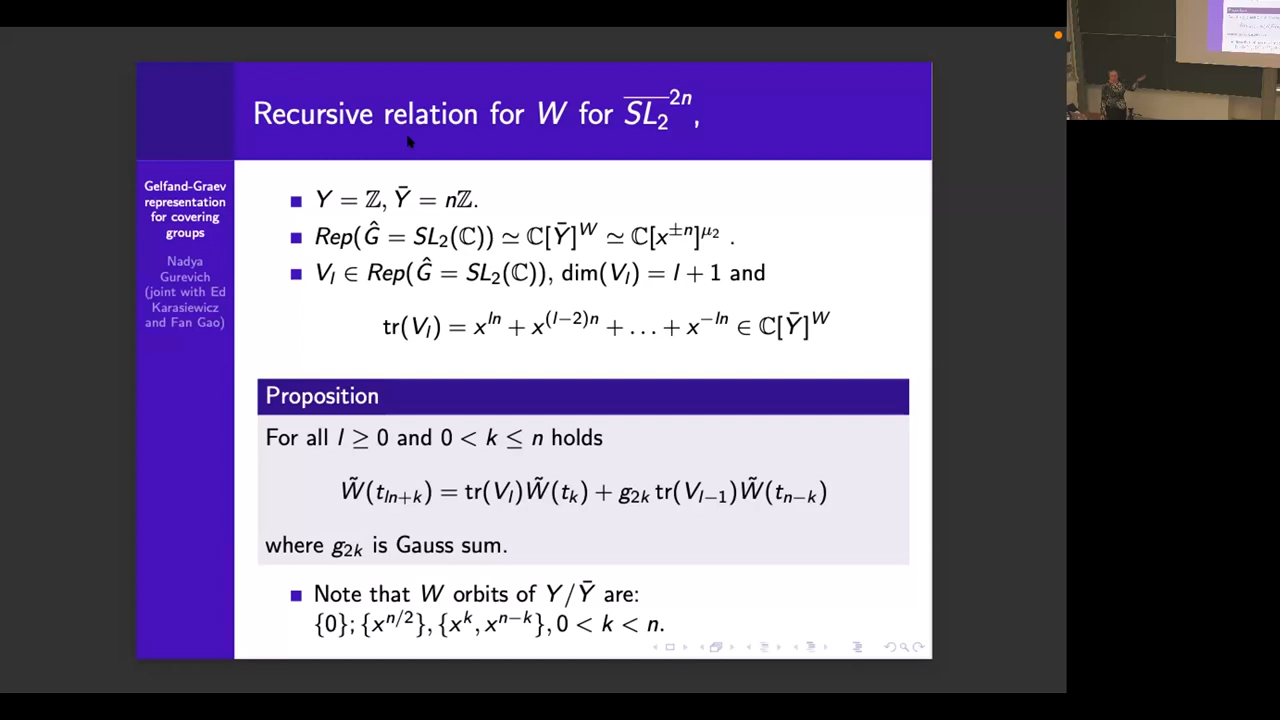 Recursive relation for W for \overline{SL_2}^{2n},
Gelfand-Graev
representation
for covering
groups
Nadya
Gurevich
(joint with Ed
Karasiewicz
and Fan Gao)
Y = ℤ, Ȳ = nℤ.
Rep(Ĝ = SL₂(ℂ)) ≃ ℂ[Ȳ]^W ≃ ℂ[x^{±n}]^{μ₂} .
V_l ∈ Rep(Ĝ = SL₂(ℂ)), dim(V_l) = l + 1 and
tr(V_l) = x^{ln} + x^{(l−2)n} + … + x^{−ln} ∈ ℂ[Ȳ]^W
Proposition
For all l ≥ 0 and 0 < k ≤ n holds
W̃(t_{ln+k}) = tr(V_l)W̃(t_k) + g_{2k} tr(V_{l−1})W̃(t_{n−k})
where g_{2k} is Gauss sum.
Note that W orbits of Y/Ȳ are:
{0}; {x^{n/2}}, {x^k, x^{n−k}}, 0 < k < n.